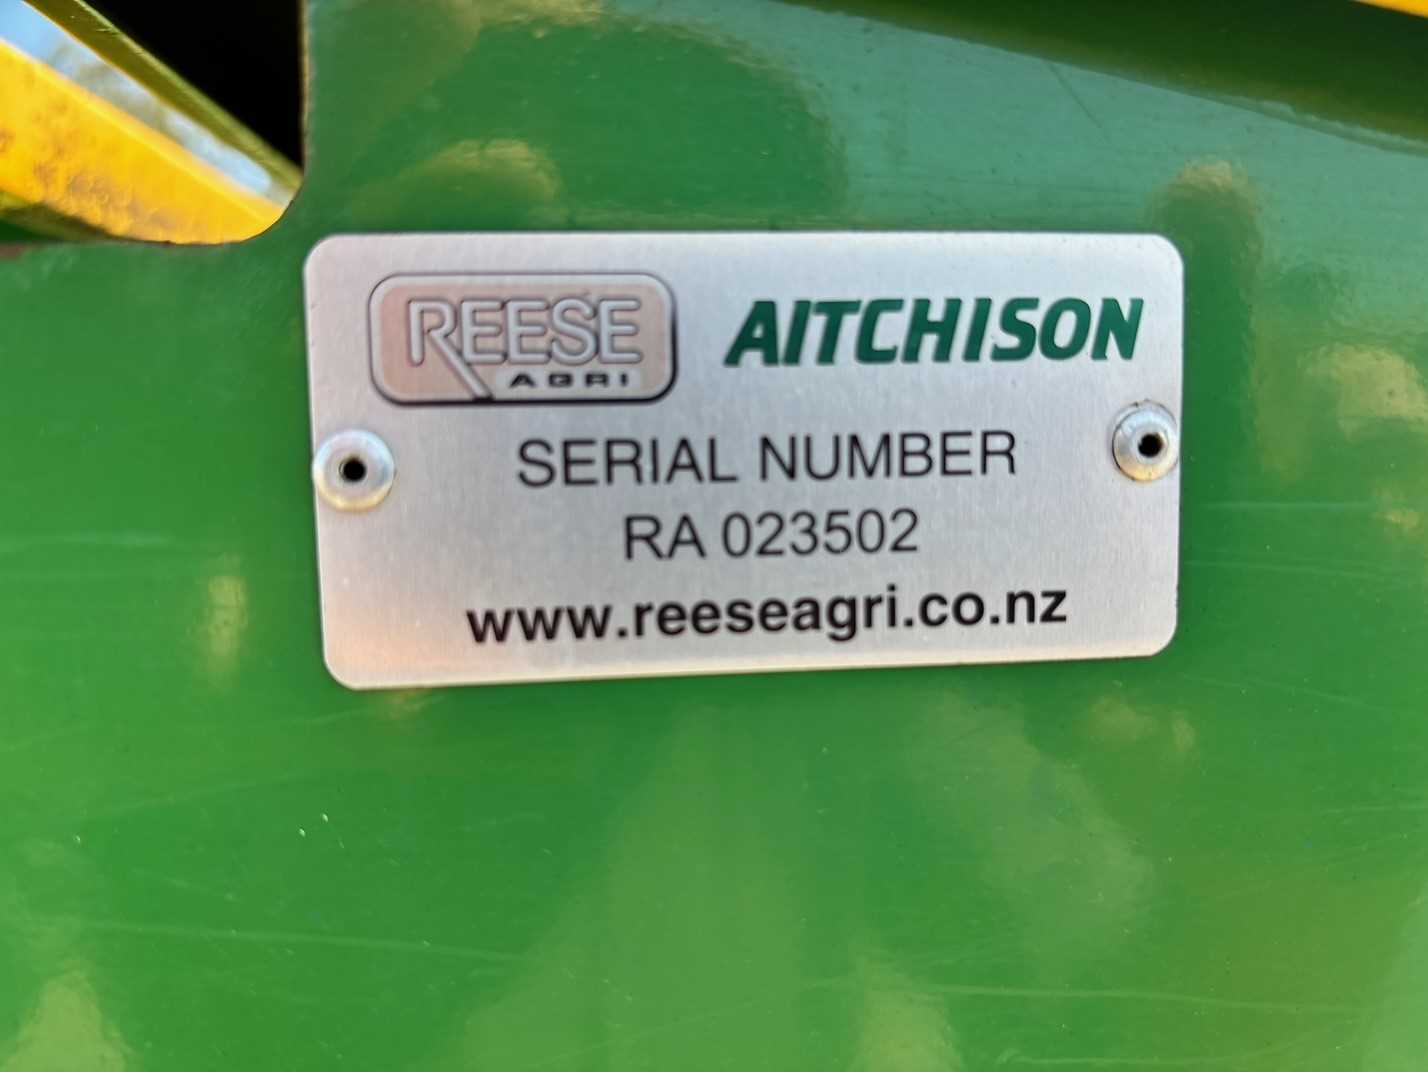 REESE AITCHISON
AGRI
SERIAL NUMBER
RA 023502
www.reeseagri.co.nz